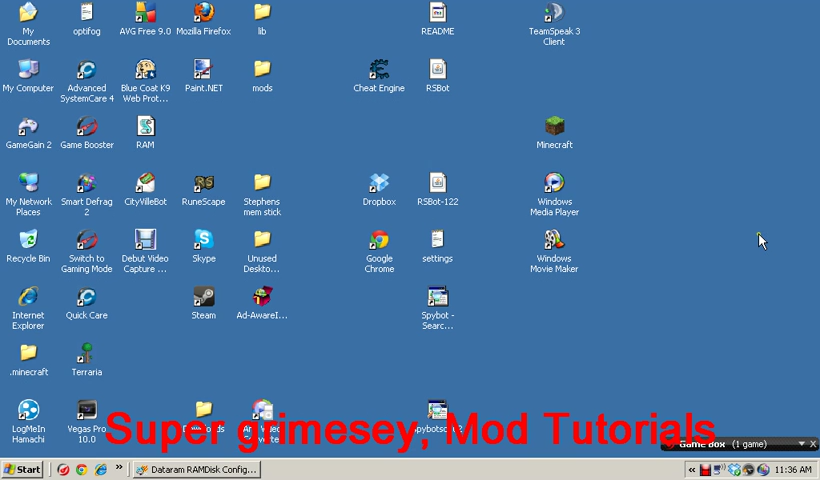 My Documents
optifog
AVG Free 9.0
Mozilla Firefox
lib
README
TeamSpeak 3 Client
My Computer
Advanced SystemCare 4
Blue Coat K9 Web Prot...
Paint.NET
mods
Cheat Engine
RSBot
GameGain 2
Game Booster
RAM
Minecraft
My Network Places
Smart Defrag 2
CityVilleBot
RuneScape
Stephens mem stick
Dropbox
RSBot-122
Windows Media Player
Recycle Bin
Switch to Gaming Mode
Debut Video Capture ...
Skype
Unused Deskto...
Google Chrome
settings
Windows Movie Maker
Internet Explorer
Quick Care
Steam
Ad-AwareI...
Spybot - Searc...
.minecraft
Terraria
LogMeIn Hamachi
Vegas Pro 10.0
Super grimesey, Mod Tutorials
Game Box (1 game)
Start
Dataram RAMDisk Config...
11:36 AM